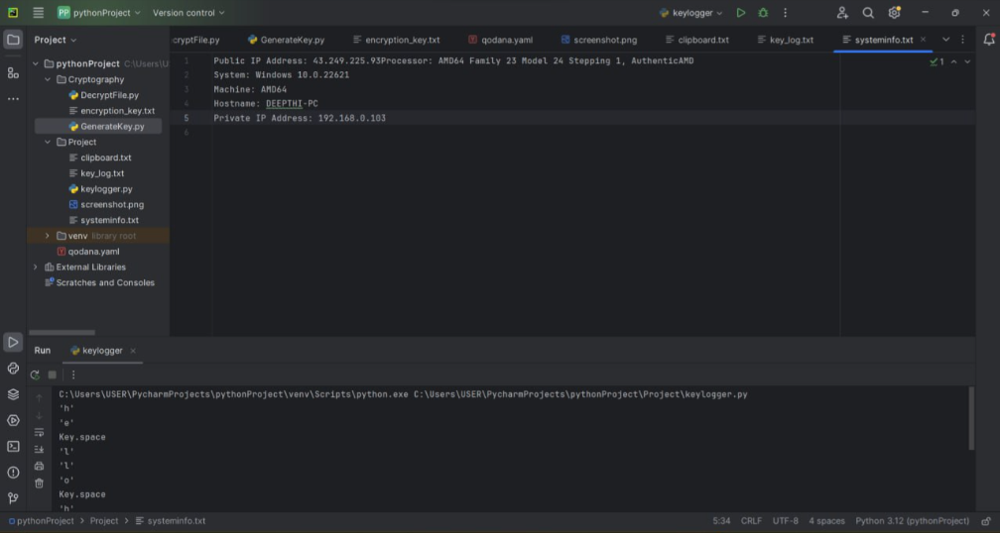 PP pythonProject Version control keylogger
Project
cryptFile.py GenerateKey.py encryption_key.txt qodana.yaml screenshot.png clipboard.txt key_log.txt systeminfo.txt
pythonProject C:\Users\U
Cryptography
DecryptFile.py
encryption_key.txt
GenerateKey.py
Project
clipboard.txt
key_log.txt
keylogger.py
screenshot.png
systeminfo.txt
venv library root
qodana.yaml
External Libraries
Scratches and Consoles
1 Public IP Address: 43.249.225.93Processor: AMD64 Family 23 Model 24 Stepping 1, AuthenticAMD
2 System: Windows 10.0.22621
3 Machine: AMD64
4 Hostname: DEEPTHI-PC
5 Private IP Address: 192.168.0.103
6
1
Run keylogger
C:\Users\USER\PycharmProjects\pythonProject\venv\Scripts\python.exe C:\Users\USER\PycharmProjects\pythonProject\Project\keylogger.py
'h'
'e'
Key.space
'l'
'l'
'o'
Key.space
'h'
pythonProject > Project > systeminfo.txt 5:34 CRLF UTF-8 4 spaces Python 3.12 (pythonProject)